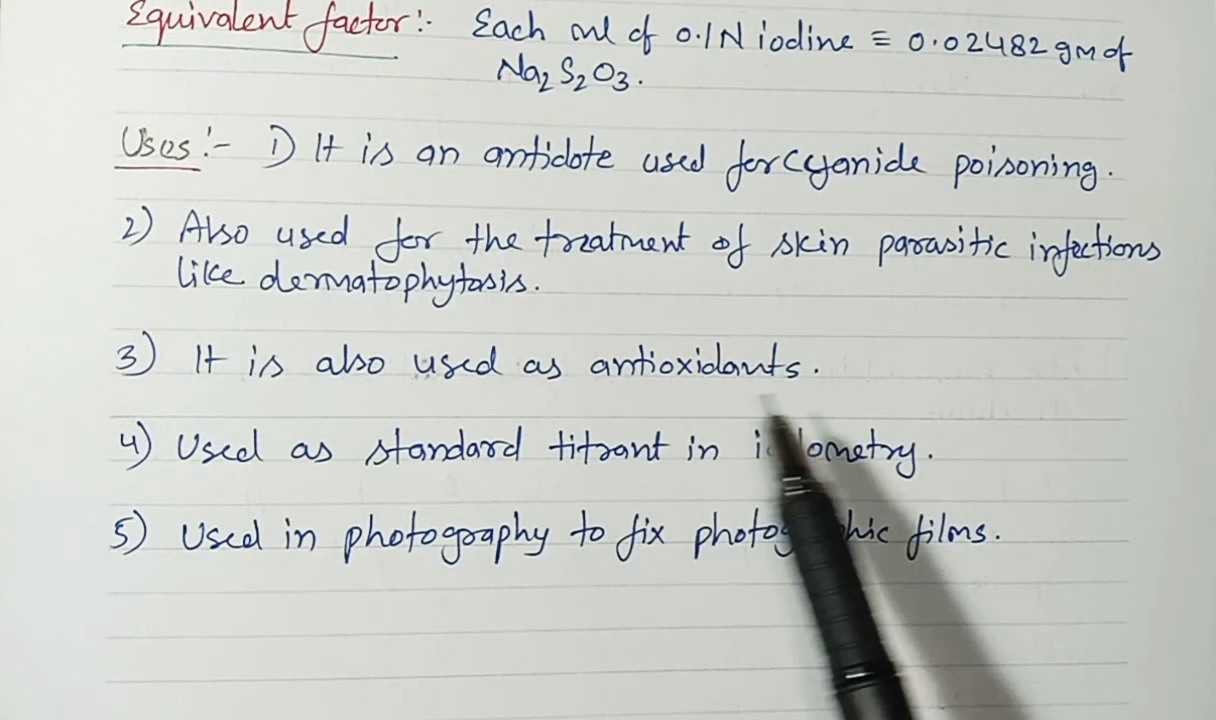 Equivalent factor:- Each ml of 0.1N iodine ≡ 0.02482 gm of
Na₂S₂O₃.
Uses:- 1) It is an antidote used for cyanide poisoning.
2) Also used for the treatment of skin parasitic infections
like dermatophytosis.
3) It is also used as antioxidants.
4) Used as standard titrant in
5) Used in photography to fix films.